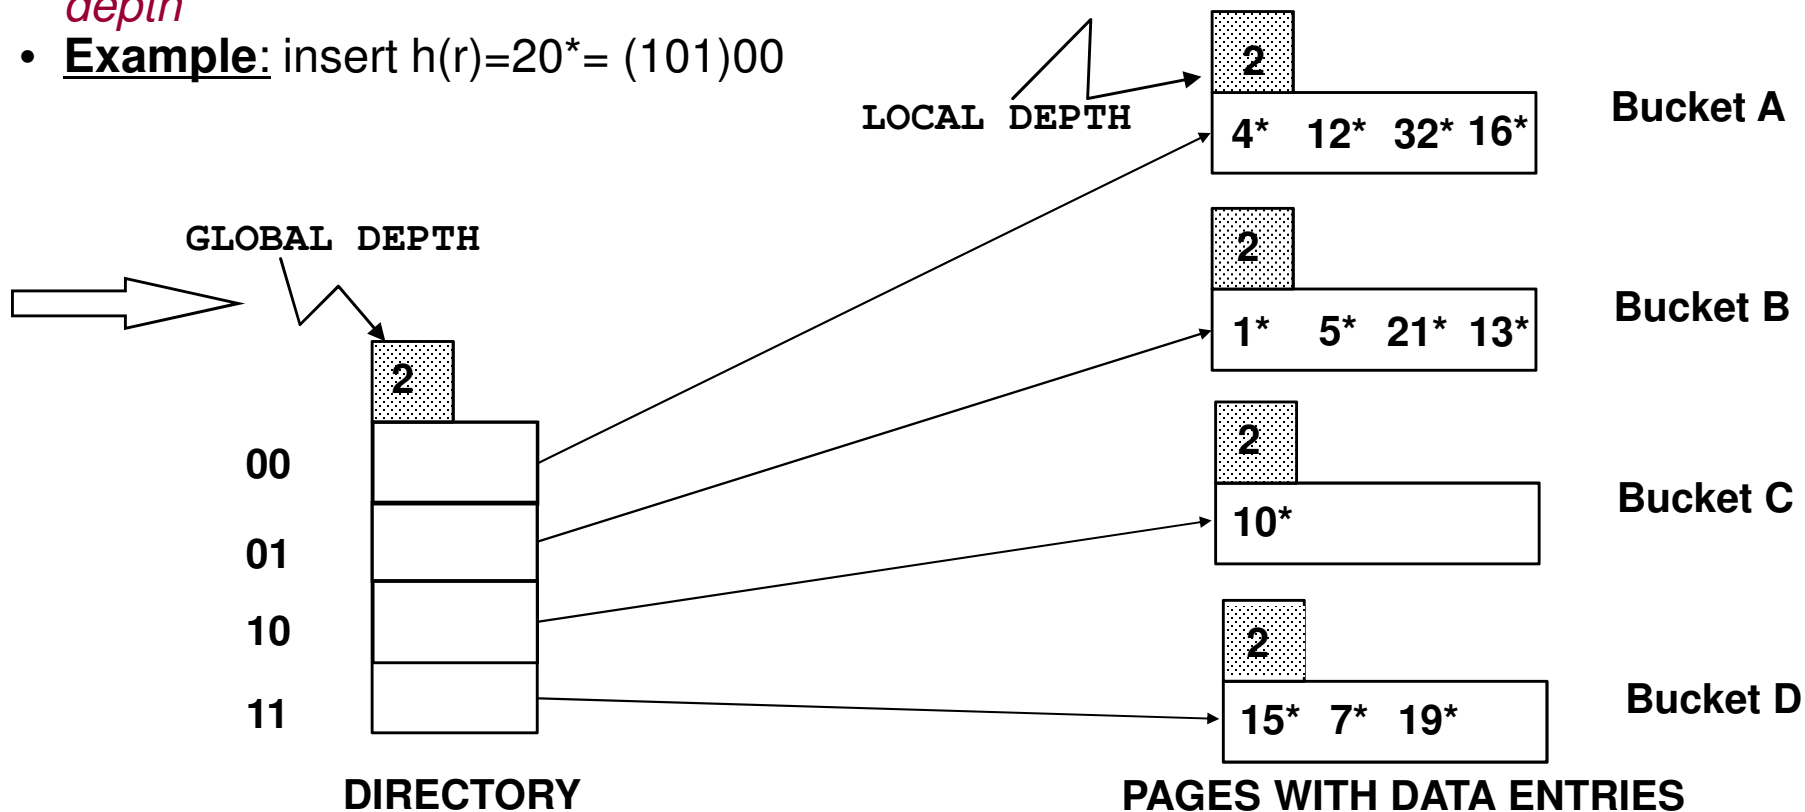 depth
• Example: insert h(r)=20*= (101)00
LOCAL DEPTH
2
4* 12* 32* 16*
Bucket A
GLOBAL DEPTH
2
1* 5* 21* 13*
Bucket B
2
00
01
10
11
2
10*
Bucket C
2
15* 7* 19*
Bucket D
DIRECTORY
PAGES WITH DATA ENTRIES